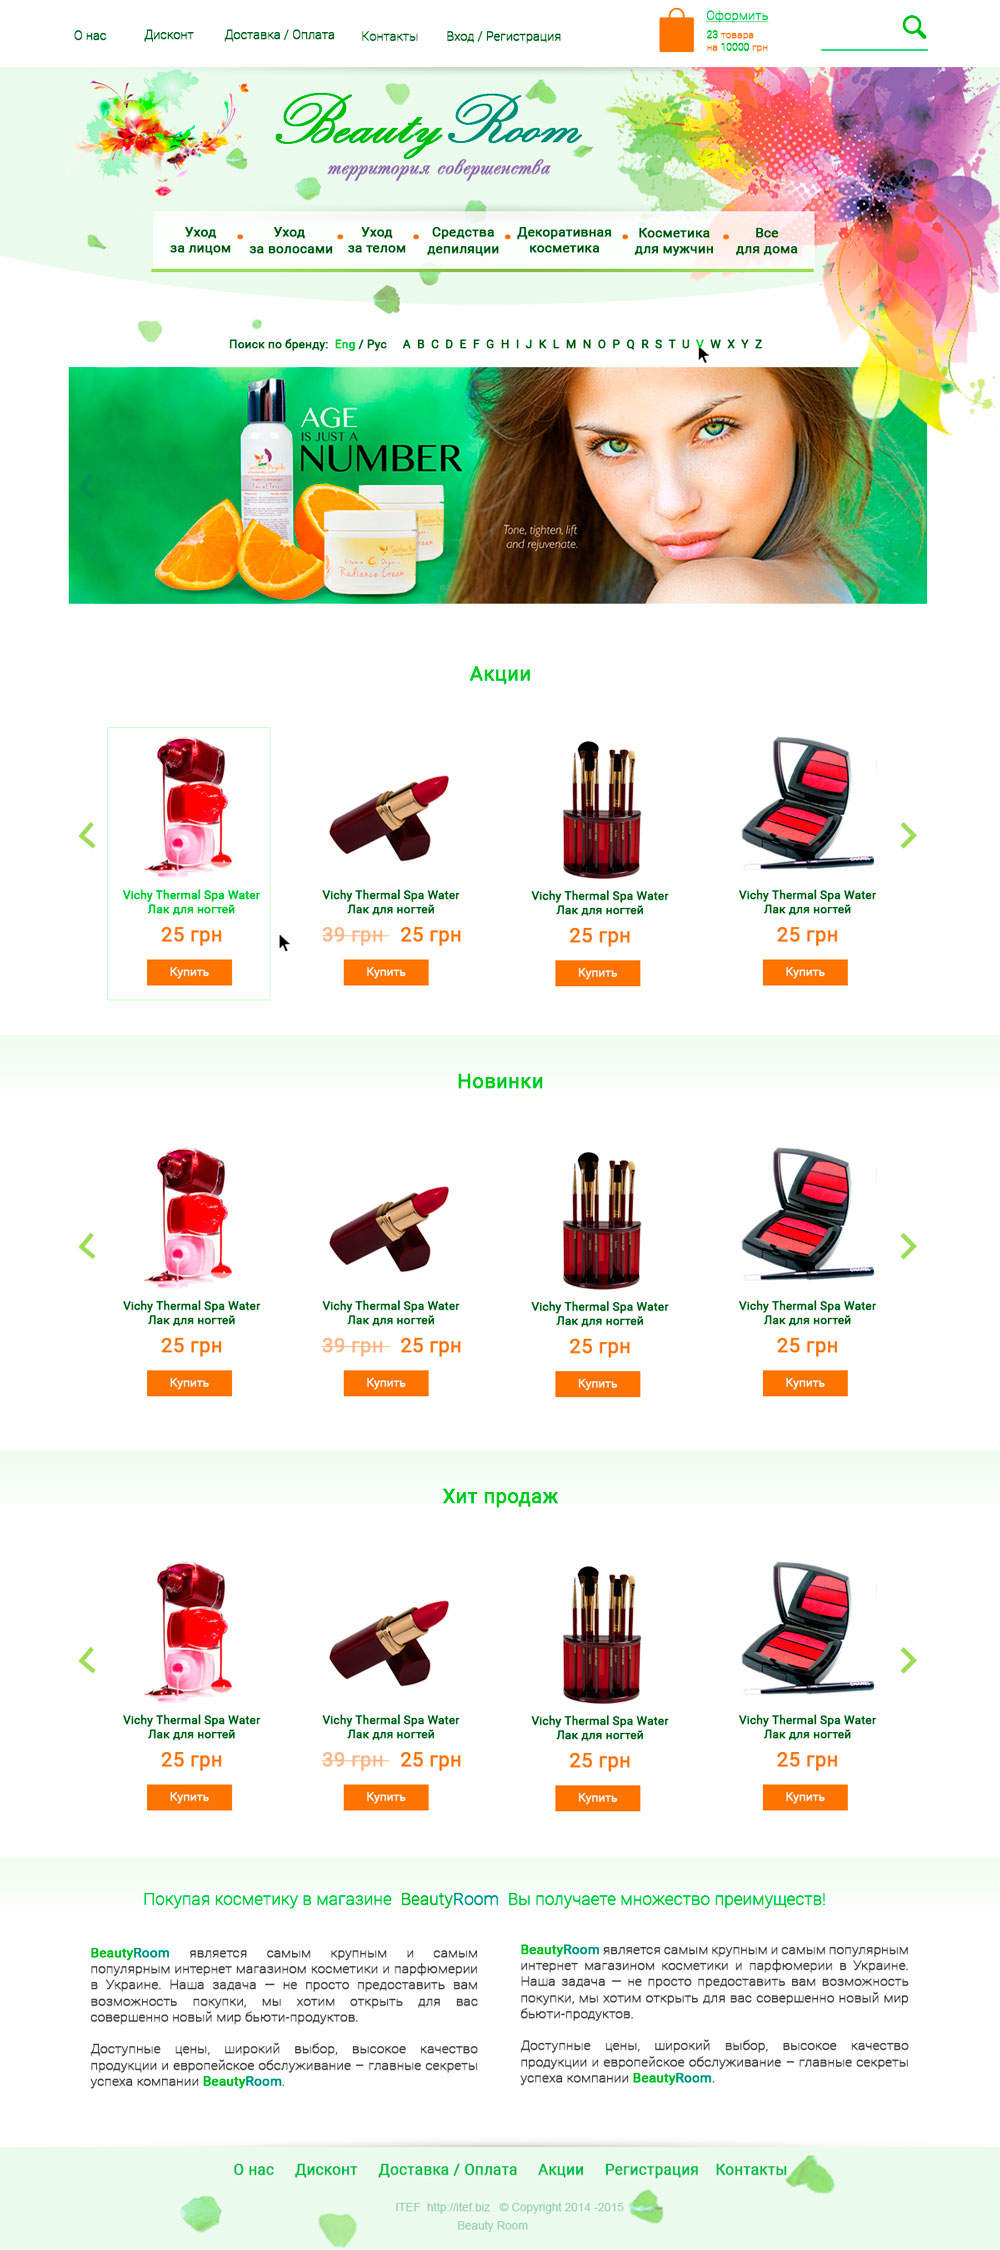 О нас   Дисконт   Доставка / Оплата   Контакты   Вход / Регистрация
Оформить
23 товара
на 10000 грн
Beauty Room
территория совершенства
Уход   Уход   Уход   Средства   Декоративная   Косметика   Все
за лицом   за волосами   за телом   депиляции   косметика   для мужчин   для дома
Поиск по бренду: Eng / Рус   A B C D E F G H I J K L M N O P Q R S T U V W X Y Z
AGE
IS JUST A
NUMBER
Tone, tighten, lift
and rejuvenate.
Radiance Cream
Акции
Vichy Thermal Spa Water   Vichy Thermal Spa Water   Vichy Thermal Spa Water   Vichy Thermal Spa Water
Лак для ногтей   Лак для ногтей   Лак для ногтей   Лак для ногтей
25 грн   39 грн   25 грн   25 грн   25 грн
Купить   Купить   Купить   Купить
Новинки
Vichy Thermal Spa Water   Vichy Thermal Spa Water   Vichy Thermal Spa Water   Vichy Thermal Spa Water
Лак для ногтей   Лак для ногтей   Лак для ногтей   Лак для ногтей
25 грн   39 грн   25 грн   25 грн   25 грн
Купить   Купить   Купить   Купить
Хит продаж
Vichy Thermal Spa Water   Vichy Thermal Spa Water   Vichy Thermal Spa Water   Vichy Thermal Spa Water
Лак для ногтей   Лак для ногтей   Лак для ногтей   Лак для ногтей
25 грн   39 грн   25 грн   25 грн   25 грн
Купить   Купить   Купить   Купить
Покупая косметику в магазине BeautyRoom Вы получаете множество преимуществ!
BeautyRoom является самым крупным и самым
популярным интернет магазином косметики и парфюмерии
в Украине. Наша задача — не просто предоставить вам
возможность покупки, мы хотим открыть для вас
совершенно новый мир бьюти-продуктов.
Доступные цены, широкий выбор, высокое качество
продукции и европейское обслуживание – главные секреты
успеха компании BeautyRoom.
BeautyRoom является самым крупным и самым популярным
интернет магазином косметики и парфюмерии в Украине.
Наша задача — не просто предоставить вам возможность
покупки, мы хотим открыть для вас совершенно новый мир
бьюти-продуктов.
Доступные цены, широкий выбор, высокое качество
продукции и европейское обслуживание – главные секреты
успеха компании BeautyRoom.
О нас   Дисконт   Доставка / Оплата   Акции   Регистрация   Контакты
ITEF http://itef.biz © Copyright 2014 -2015
Beauty Room